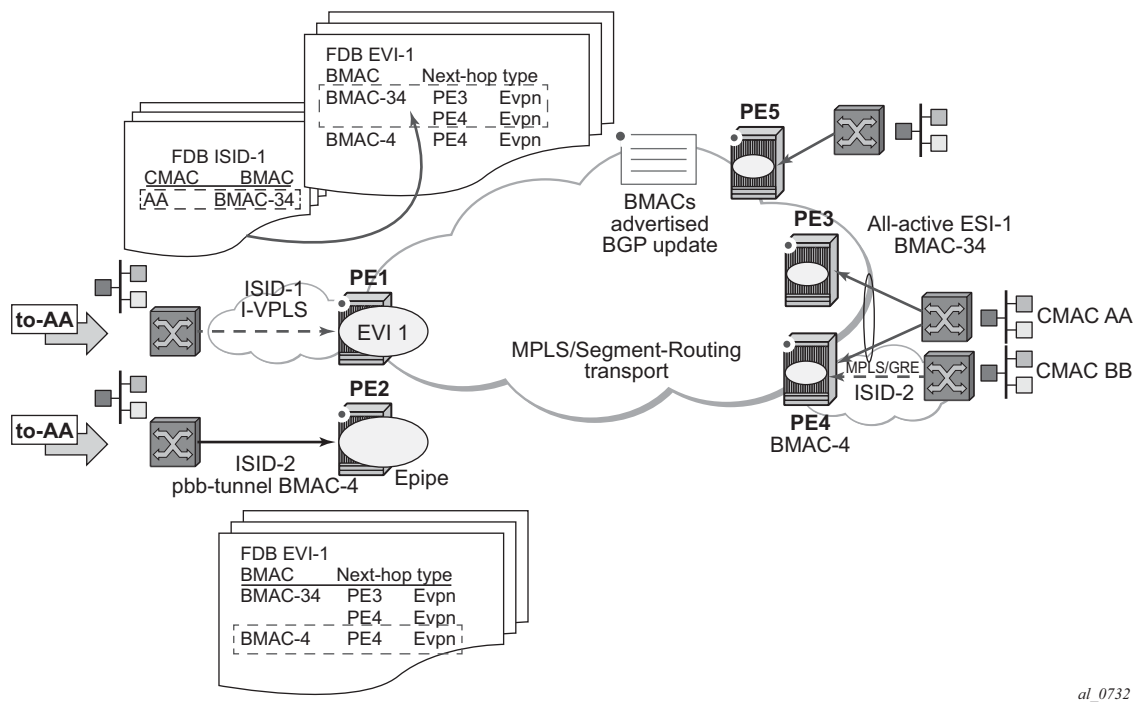 FDB EVI-1
BMAC Next-hop type
BMAC-34 PE3 Evpn
PE4 Evpn
BMAC-4 PE4 Evpn
FDB ISID-1
CMAC BMAC
AA BMAC-34
PE5
BMACs
advertised
BGP update
PE3
All-active ESI-1
BMAC-34
to-AA
ISID-1
I-VPLS
PE1
EVI 1
MPLS/Segment-Routing
transport
CMAC AA
MPLS/GRE
ISID-2
CMAC BB
PE4
BMAC-4
to-AA
PE2
ISID-2
pbb-tunnel BMAC-4
Epipe
FDB EVI-1
BMAC Next-hop type
BMAC-34 PE3 Evpn
PE4 Evpn
BMAC-4 PE4 Evpn
al_0732